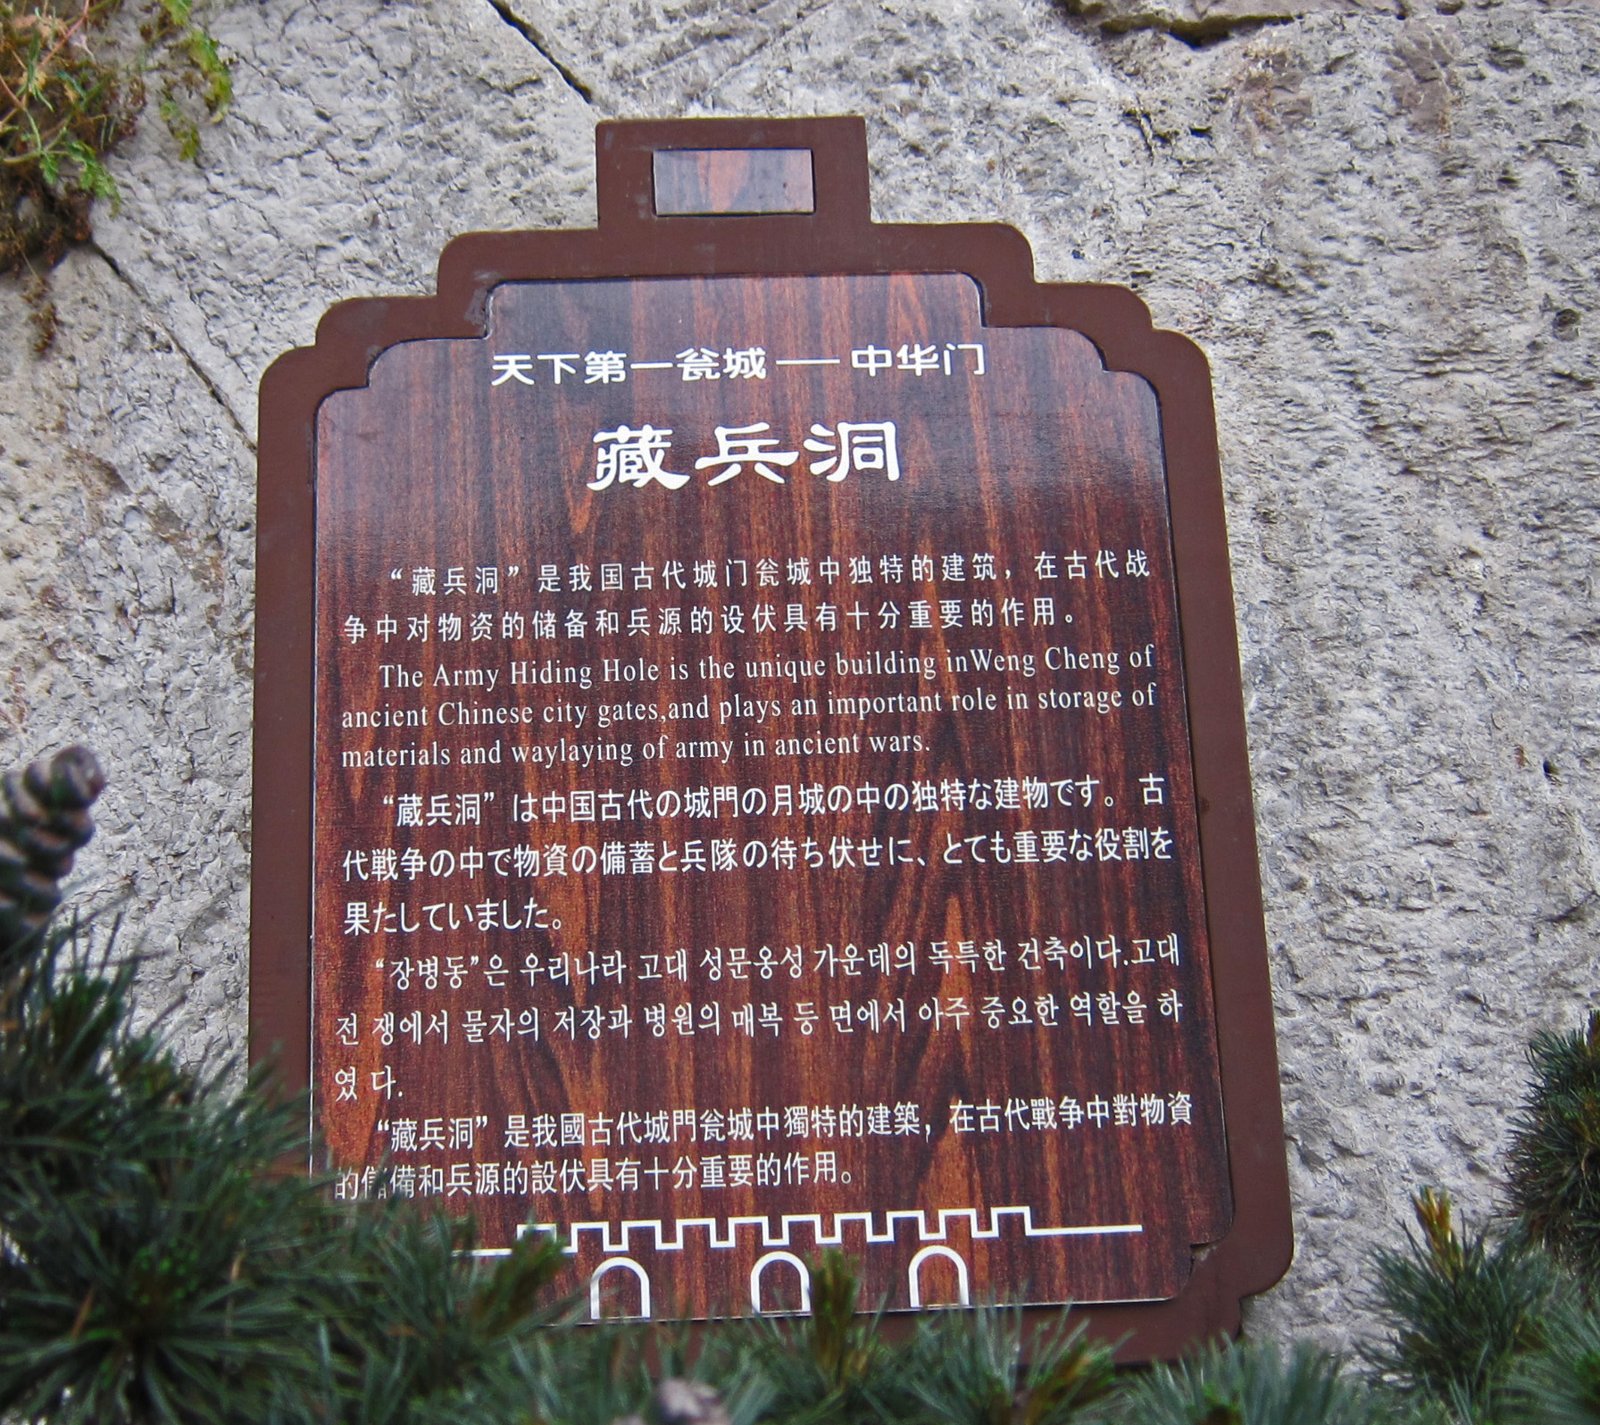 天下第一瓮城——中华门
藏兵洞
“藏兵洞”是我国古代城门瓮城中独特的建筑，在古代战
争中对物资的储备和兵源的设伏具有十分重要的作用。
The Army Hiding Hole is the unique building inWeng Cheng of
ancient Chinese city gates,and plays an important role in storage of
materials and waylaying of army in ancient wars.
“蔵兵洞”は中国古代の城門の月城の中の独特な建物です。古
代戦争の中で物資の備蓄と兵隊の待ち伏せに、とても重要な役割を
果たしていました。
“장병동”은 우리나라 고대 성문옹성 가운데의 독특한 건축이다.고대
전 쟁에서 물자의 저장과 병원의 매복 등 면에서 아주 중요한 역할을 하
였 다.
“藏兵洞”是我國古代城門瓮城中獨特的建築，在古代戰争中對物資
的儲備和兵源的設伏具有十分重要的作用。